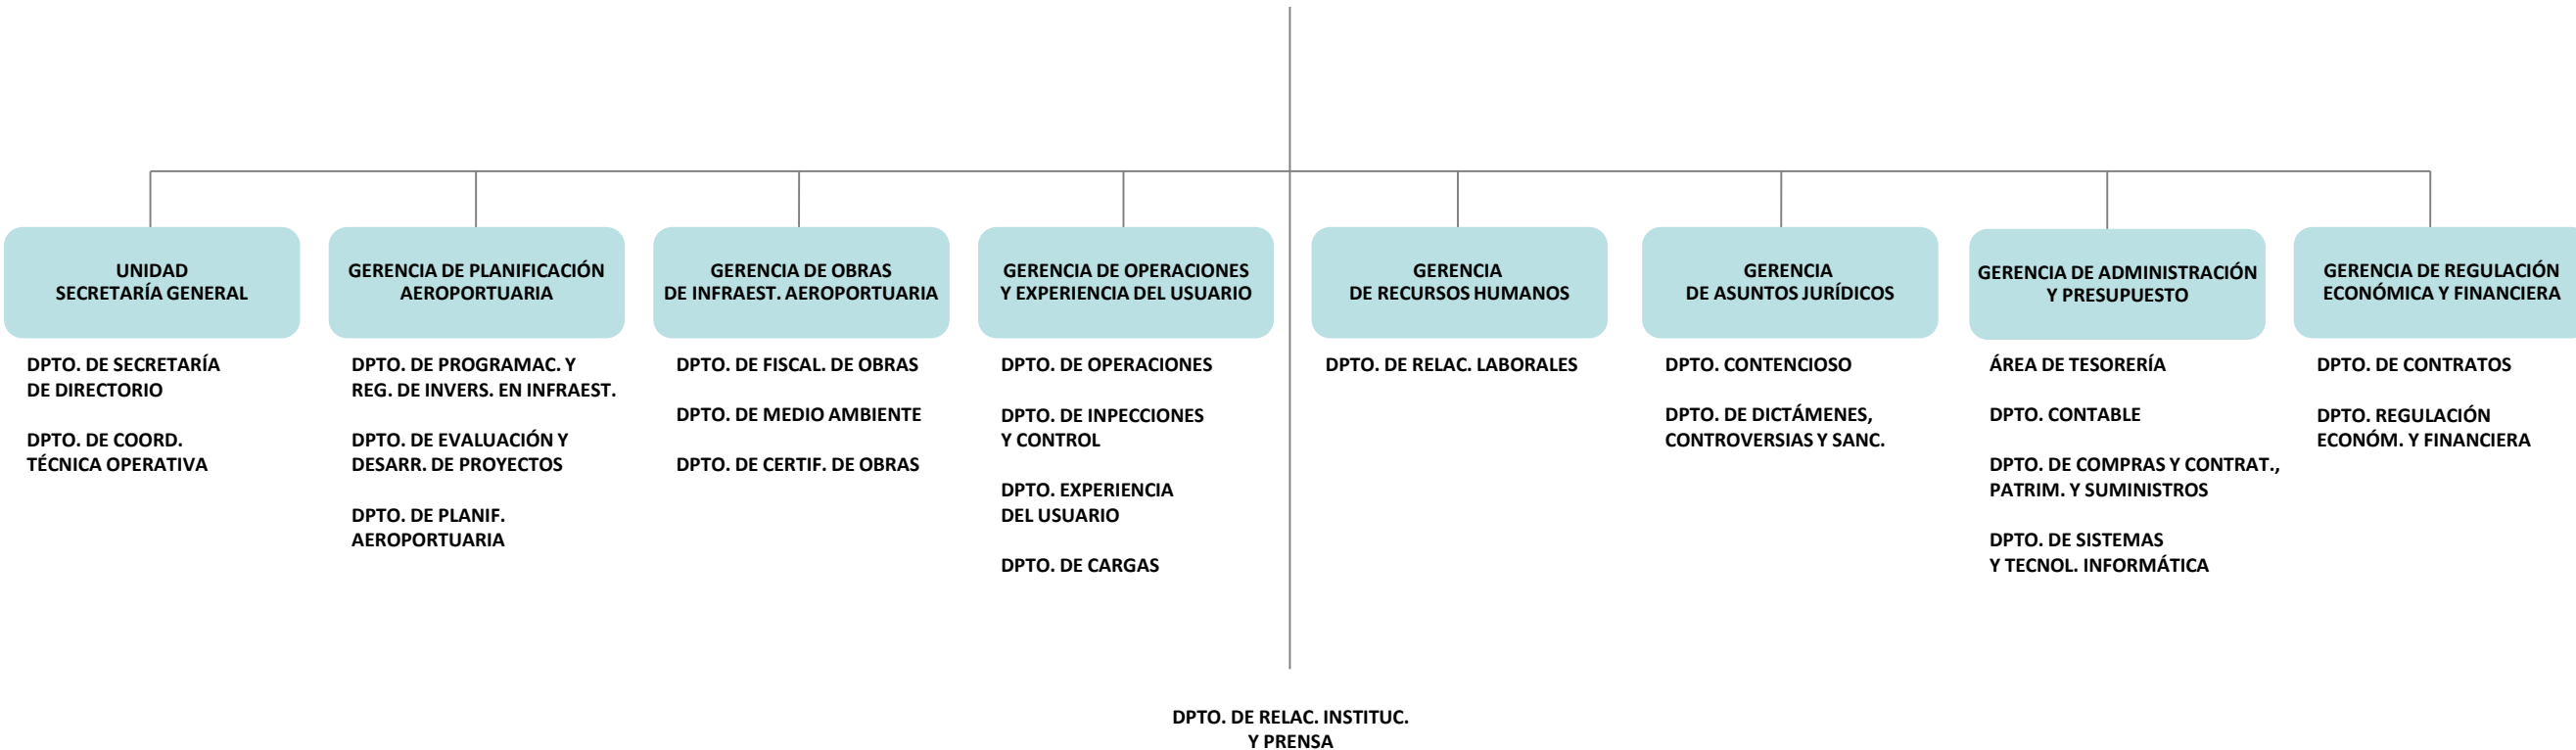 UNIDAD
SECRETARÍA GENERAL
DPTO. DE SECRETARÍA
DE DIRECTORIO
DPTO. DE COORD.
TÉCNICA OPERATIVA
GERENCIA DE PLANIFICACIÓN
AEROPORTUARIA
DPTO. DE PROGRAMAC. Y
REG. DE INVERS. EN INFRAEST.
DPTO. DE EVALUACIÓN Y
DESARR. DE PROYECTOS
DPTO. DE PLANIF.
AEROPORTUARIA
GERENCIA DE OBRAS
DE INFRAEST. AEROPORTUARIA
DPTO. DE FISCAL. DE OBRAS
DPTO. DE MEDIO AMBIENTE
DPTO. DE CERTIF. DE OBRAS
GERENCIA DE OPERACIONES
Y EXPERIENCIA DEL USUARIO
DPTO. DE OPERACIONES
DPTO. DE INPECCIONES
Y CONTROL
DPTO. EXPERIENCIA
DEL USUARIO
DPTO. DE CARGAS
GERENCIA
DE RECURSOS HUMANOS
DPTO. DE RELAC. LABORALES
GERENCIA
DE ASUNTOS JURÍDICOS
DPTO. CONTENCIOSO
DPTO. DE DICTÁMENES,
CONTROVERSIAS Y SANC.
GERENCIA DE ADMINISTRACIÓN
Y PRESUPUESTO
ÁREA DE TESORERÍA
DPTO. CONTABLE
DPTO. DE COMPRAS Y CONTRAT.,
PATRIM. Y SUMINISTROS
DPTO. DE SISTEMAS
Y TECNOL. INFORMÁTICA
GERENCIA DE REGULACIÓN
ECONÓMICA Y FINANCIERA
DPTO. DE CONTRATOS
DPTO. REGULACIÓN
ECONÓM. Y FINANCIERA
DPTO. DE RELAC. INSTITUC.
Y PRENSA